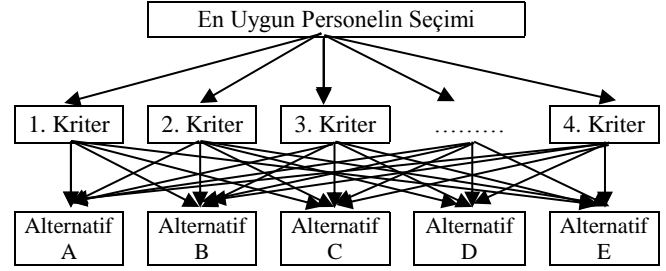 En Uygun Personelin Seçimi
1. Kriter 2. Kriter 3. Kriter ……… 4. Kriter
Alternatif Alternatif Alternatif Alternatif Alternatif
A B C D E